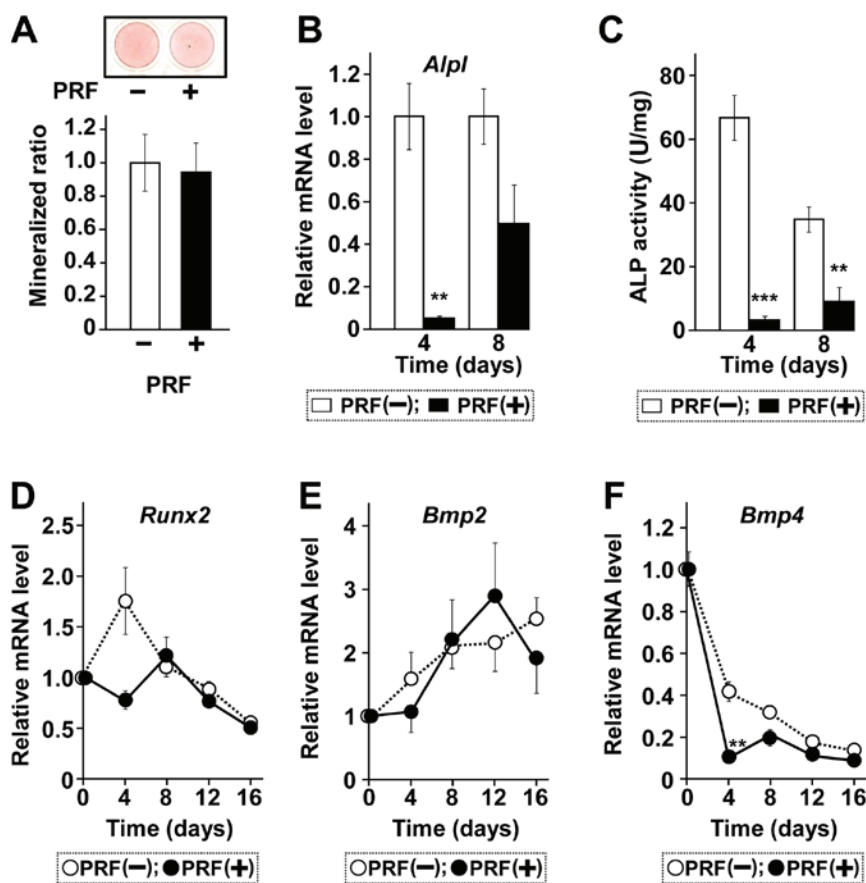 A
PRF − +
Mineralized ratio
1.2
1.0
0.8
0.6
0.4
0.2
0
− +
PRF
B
Alpl
Relative mRNA level
1.2
1.0
0.8
0.6
0.4
0.2
0
**
4 8
Time (days)
PRF(−); PRF(+)
C
ALP activity (U/mg)
80
60
40
20
0
***
**
4 8
Time (days)
PRF(−); PRF(+)
D
Runx2
Relative mRNA level
2.5
2.0
1.5
1.0
0.5
0
0 4 8 12 16
Time (days)
PRF(−); PRF(+)
E
Bmp2
Relative mRNA level
4
3
2
1
0
0 4 8 12 16
Time (days)
PRF(−); PRF(+)
F
Bmp4
Relative mRNA level
1.2
1.0
0.8
0.6
0.4
0.2
0
**
0 4 8 12 16
Time (days)
PRF(−); PRF(+)